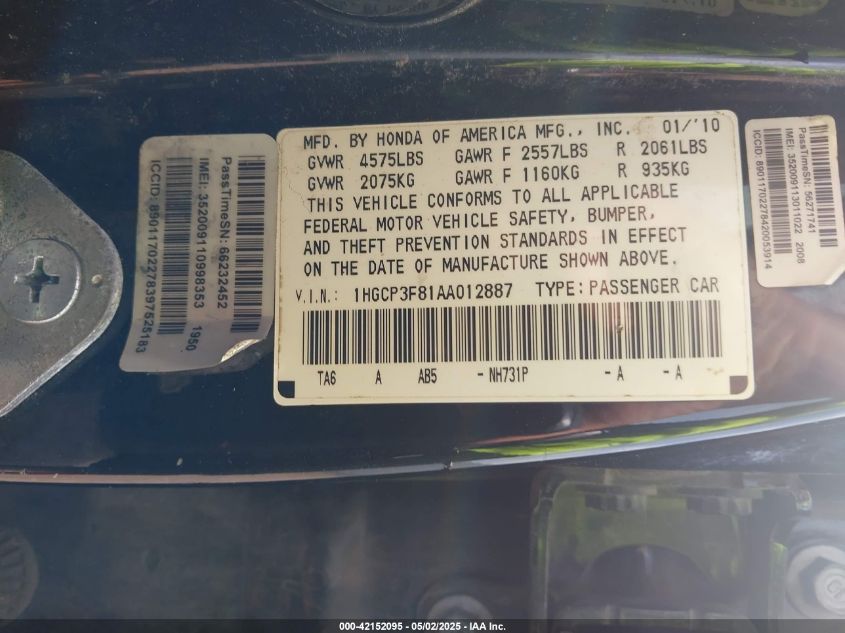 MFD. BY HONDA OF AMERICA MFG., INC. 01/'10
GVWR 4575LBS GAWR F 2557LBS R 2061LBS
GVWR 2075KG GAWR F 1160KG R 935KG
THIS VEHICLE CONFORMS TO ALL APPLICABLE
FEDERAL MOTOR VEHICLE SAFETY, BUMPER,
AND THEFT PREVENTION STANDARDS IN EFFECT
ON THE DATE OF MANUFACTURE SHOWN ABOVE.
V.I.N.: 1HGCP3F81AA012887 TYPE: PASSENGER CAR
TA6 A AB5 -NH731P -A -A
PassTimeSN: 66232452
IMEI: 352009110998353 1950
ICCID: 89011702278397525183
PassTimeSN: 56271741
IMEI: 352009113011022 2008
ICCID: 89011702278420053914
000-42152095 - 05/02/2025 - IAA Inc.